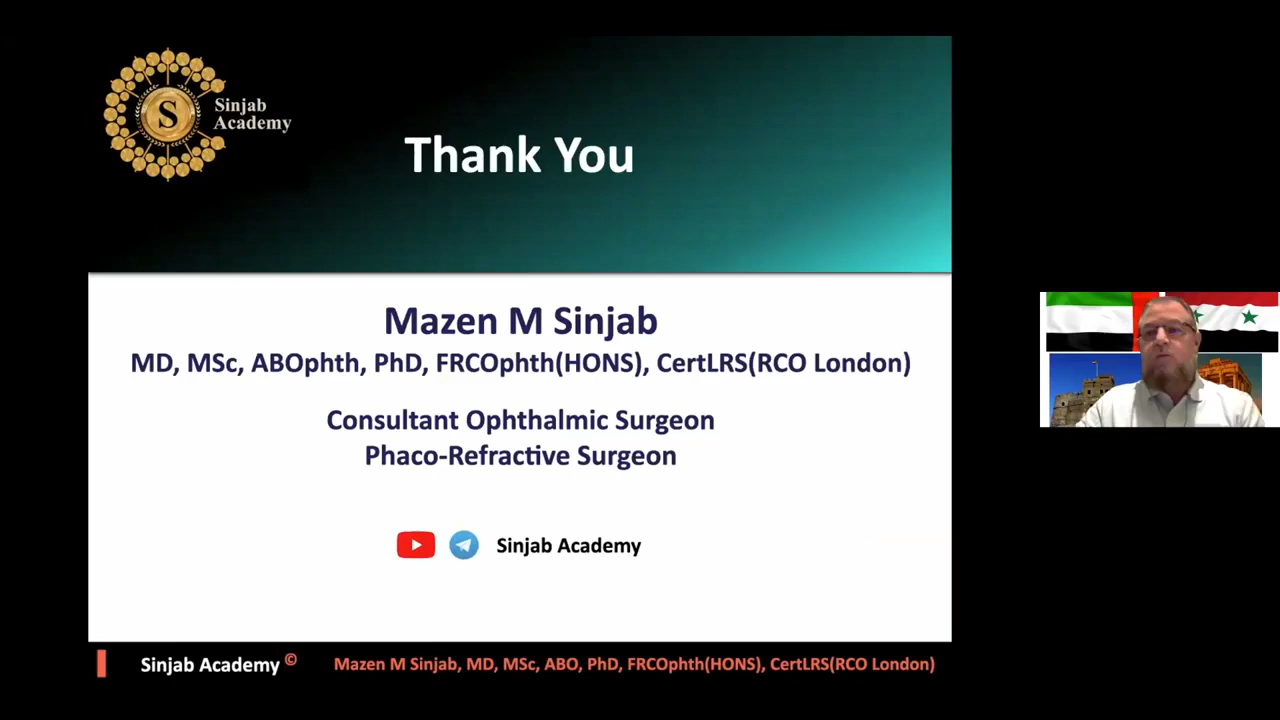 S
Sinjab
Academy
Thank You
Mazen M Sinjab
MD, MSc, ABOphth, PhD, FRCOphth(HONS), CertLRS(RCO London)
Consultant Ophthalmic Surgeon
Phaco-Refractive Surgeon
Sinjab Academy
Sinjab Academy ©
Mazen M Sinjab, MD, MSc, ABO, PhD, FRCOphth(HONS), CertLRS(RCO London)